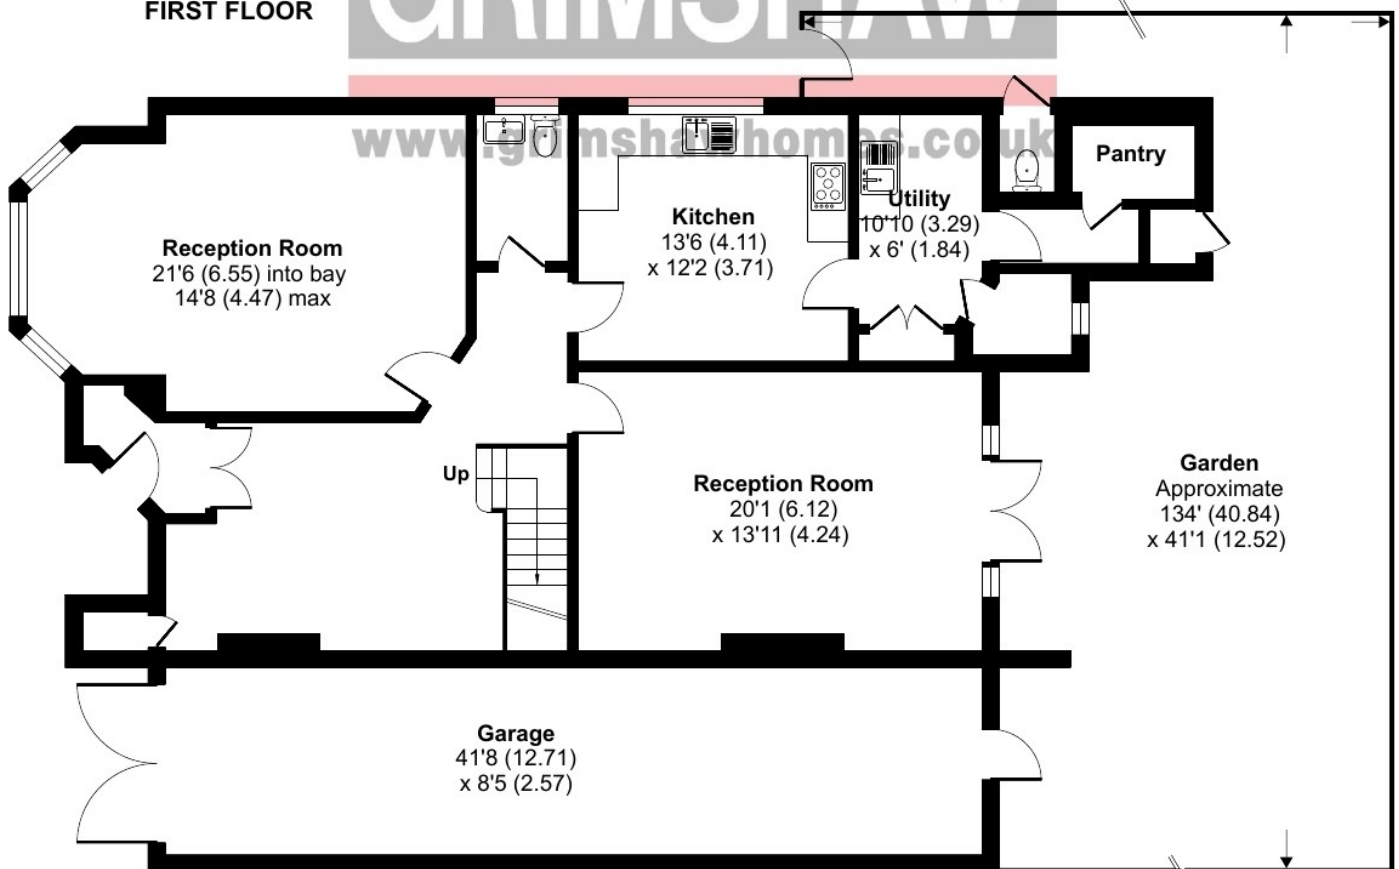 FIRST FLOOR
GRIMSHAW
www.grimshawhomes.co.uk
Pantry
Utility
10'10 (3.29)
x 6' (1.84)
Kitchen
13'6 (4.11)
x 12'2 (3.71)
Reception Room
21'6 (6.55) into bay
14'8 (4.47) max
Up
Reception Room
20'1 (6.12)
x 13'11 (4.24)
Garden
Approximate
134' (40.84)
x 41'1 (12.52)
Garage
41'8 (12.71)
x 8'5 (2.57)